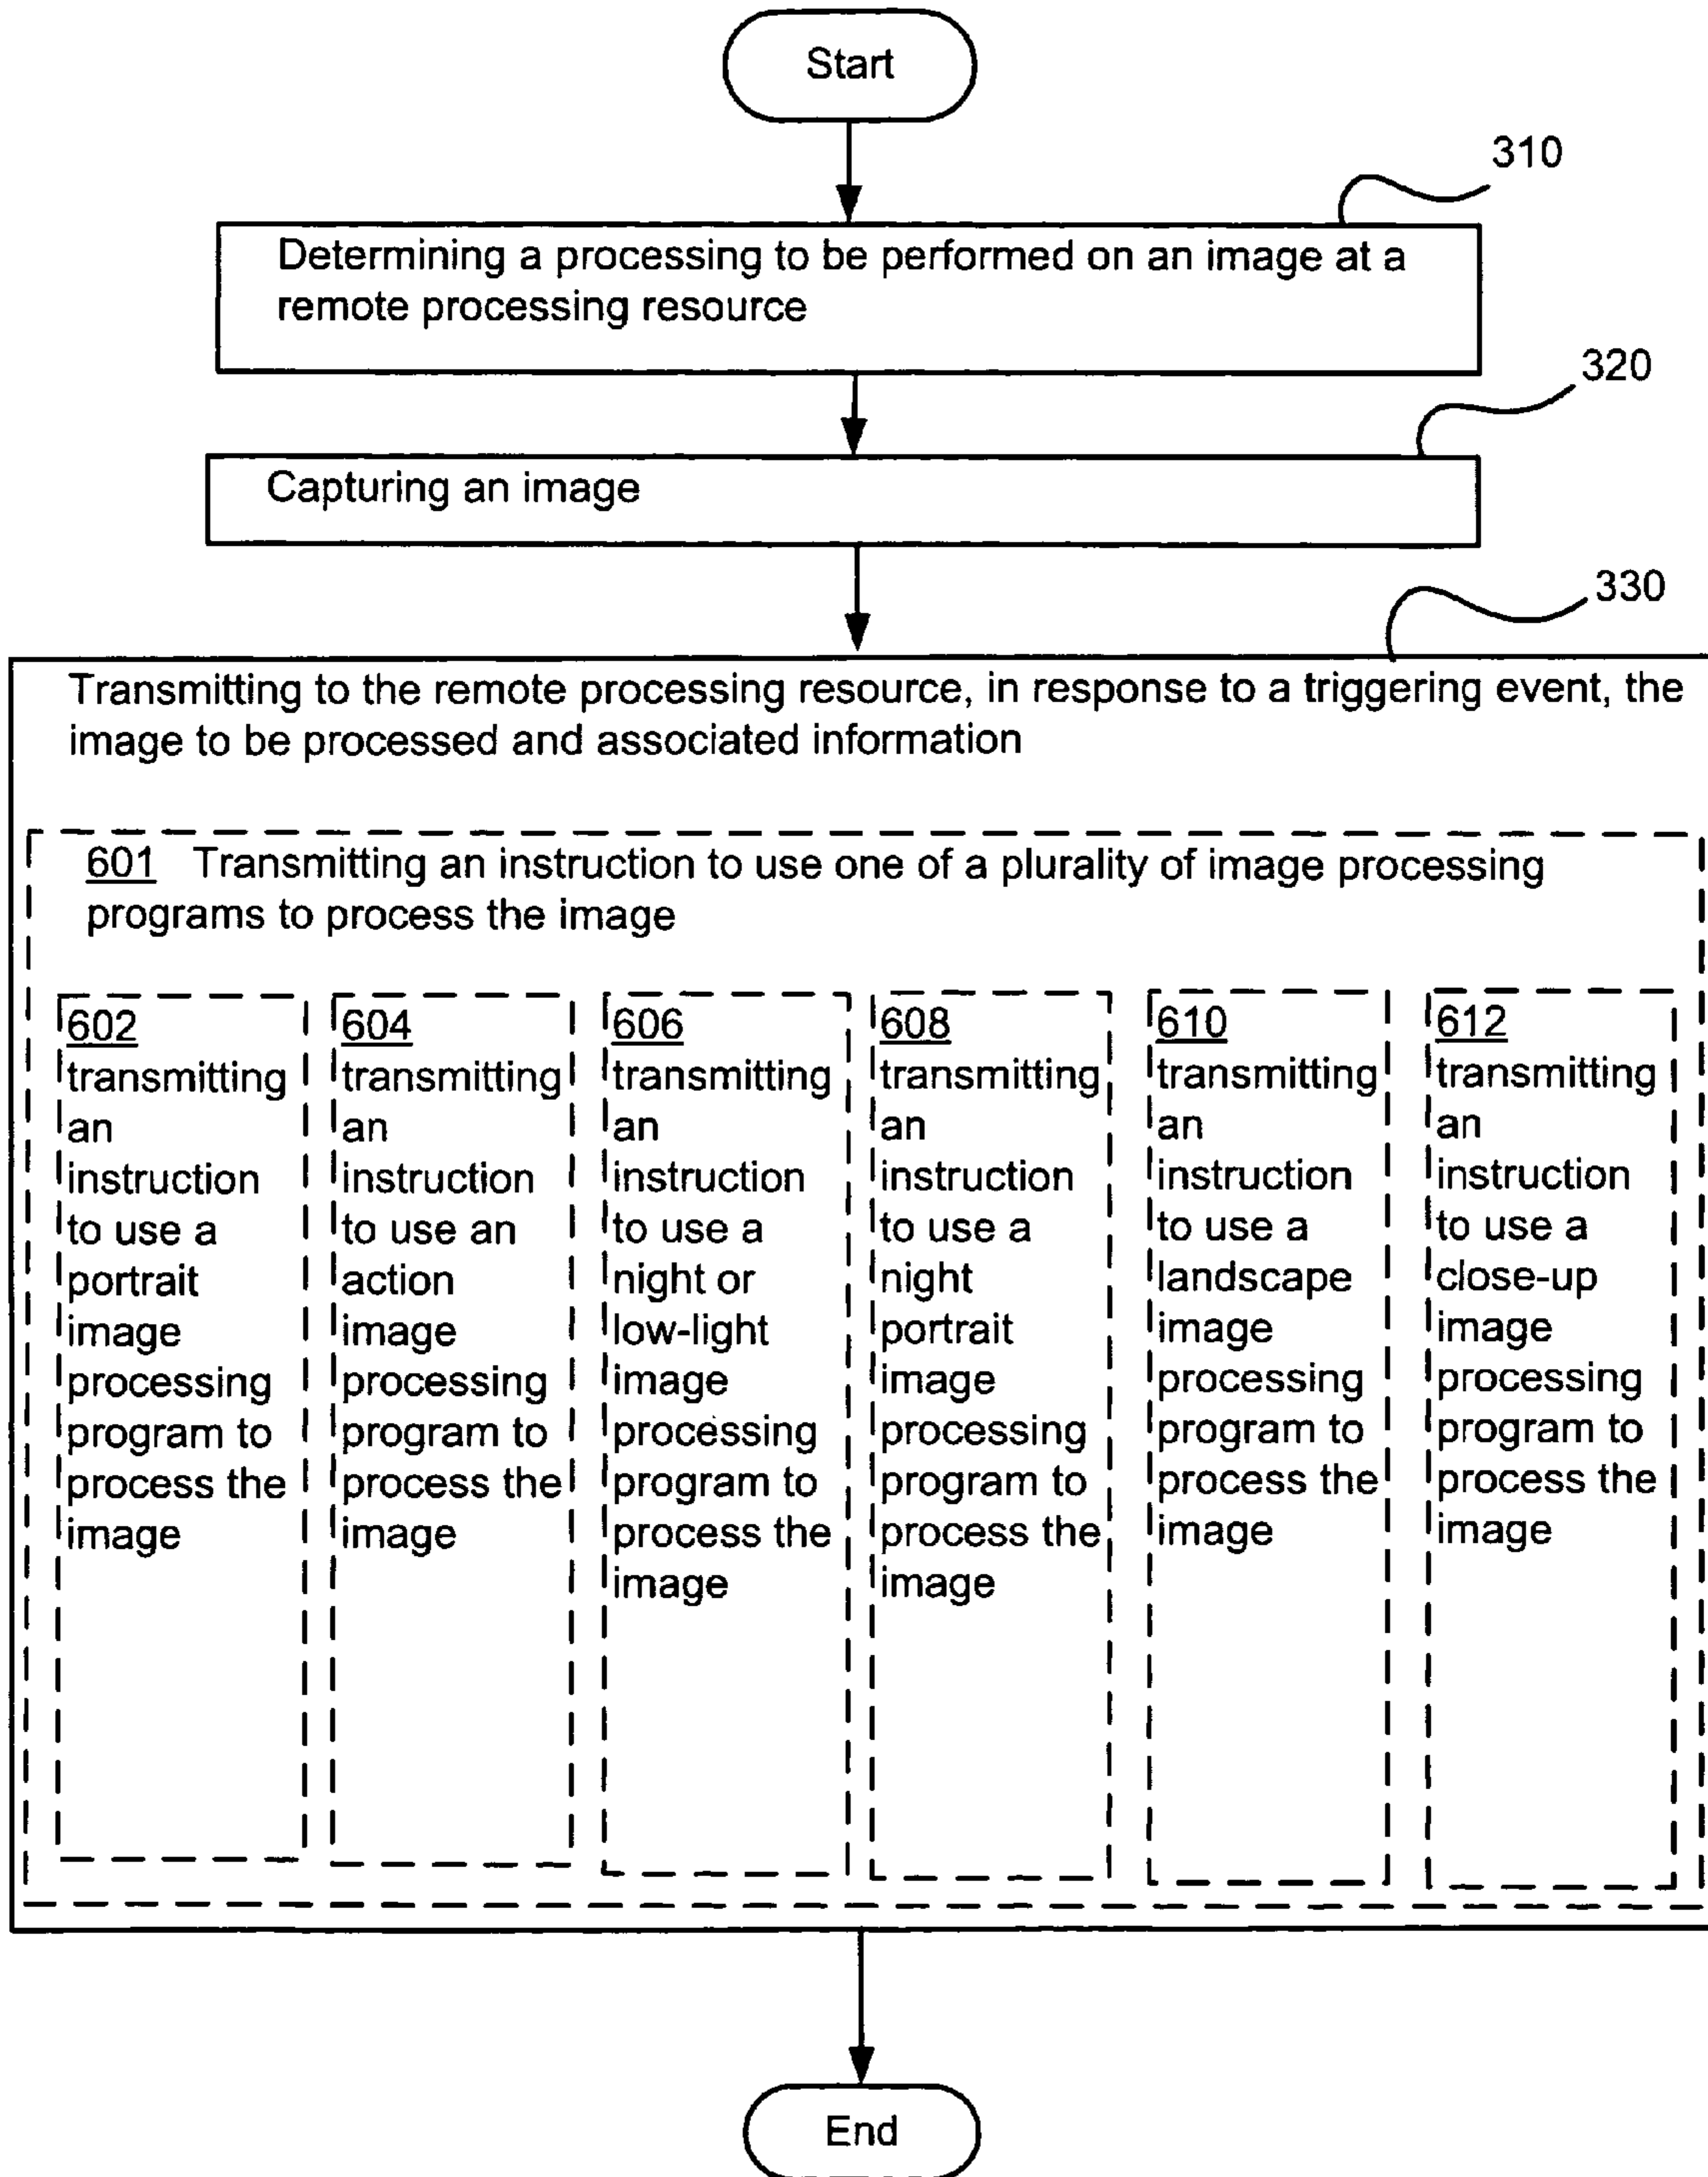 Start
310
Determining a processing to be performed on an image at a
remote processing resource
320
Capturing an image
330
Transmitting to the remote processing resource, in response to a triggering event, the
image to be processed and associated information
601 Transmitting an instruction to use one of a plurality of image processing
programs to process the image
602
transmitting
an
instruction
to use a
portrait
image
processing
program to
process the
image
604
transmitting
an
instruction
to use an
action
image
processing
program to
process the
image
606
transmitting
an
instruction
to use a
night or
low-light
image
processing
program to
process the
image
608
transmitting
an
instruction
to use a
night
portrait
image
processing
program to
process the
image
610
transmitting
an
instruction
to use a
landscape
image
processing
program to
process the
image
612
transmitting
an
instruction
to use a
close-up
image
processing
program to
process the
image
End